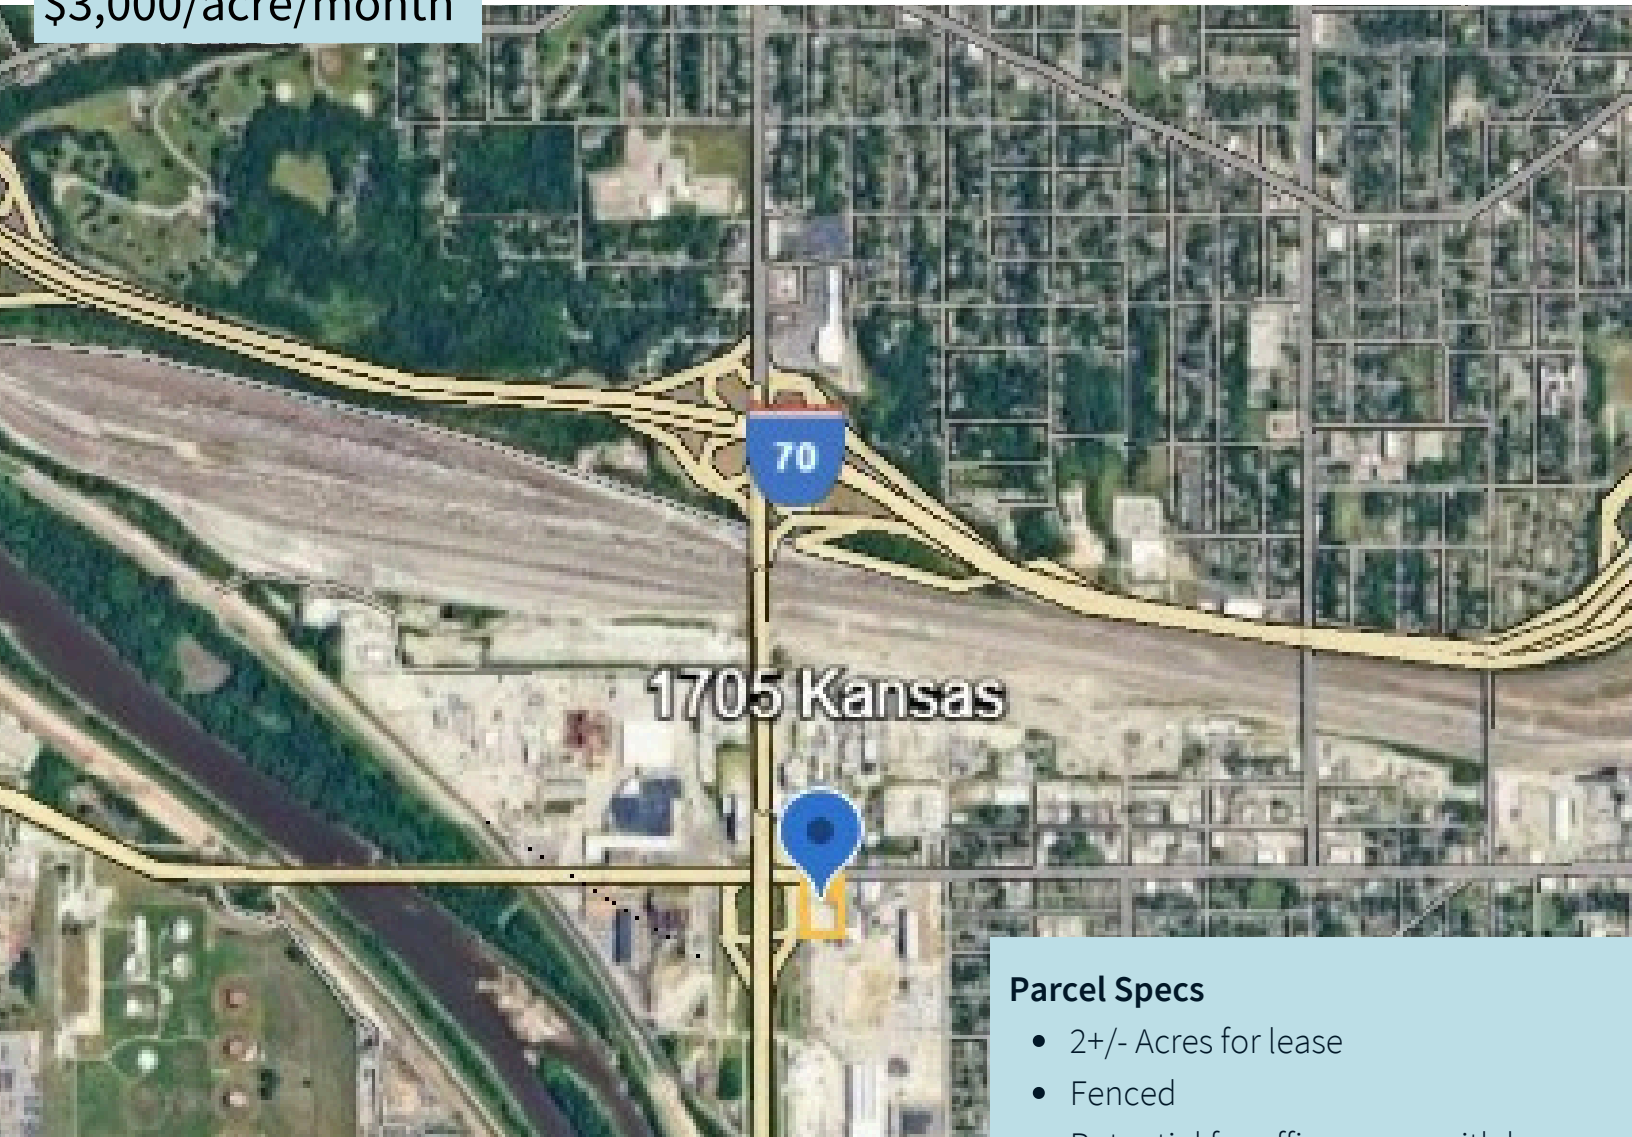 $3,000/acre/month
70
1705 Kansas
Parcel Specs
• 2+/- Acres for lease
• Fenced